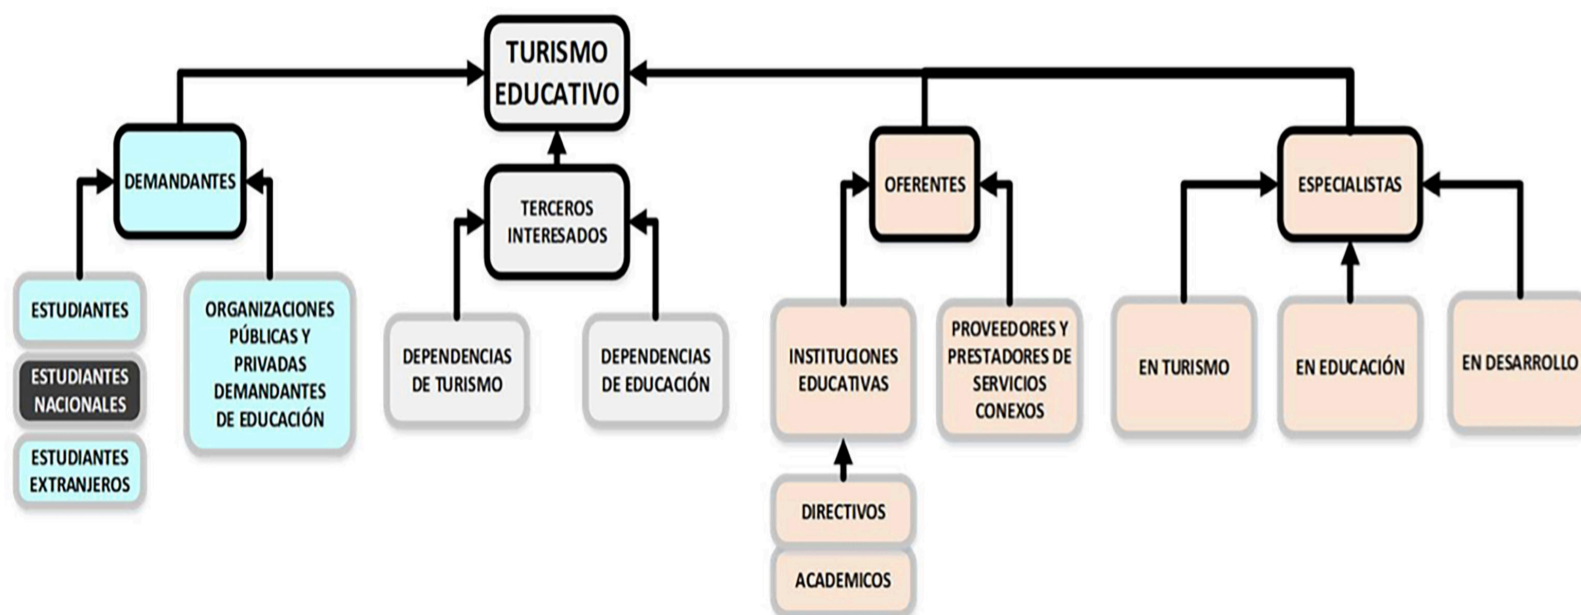 TURISMO
EDUCATIVO
DEMANDANTES
TERCEROS
INTERESADOS
OFERENTES
ESPECIALISTAS
ESTUDIANTES
ESTUDIANTES
NACIONALES
ESTUDIANTES
EXTRANJEROS
ORGANIZACIONES
PÚBLICAS Y
PRIVADAS
DEMANDANTES
DE EDUCACIÓN
DEPENDENCIAS
DE TURISMO
DEPENDENCIAS
DE EDUCACIÓN
INSTITUCIONES
EDUCATIVAS
PROVEEDORES Y
PRESTADORES DE
SERVICIOS
CONEXOS
EN TURISMO
EN EDUCACIÓN
EN DESARROLLO
DIRECTIVOS
ACADEMICOS